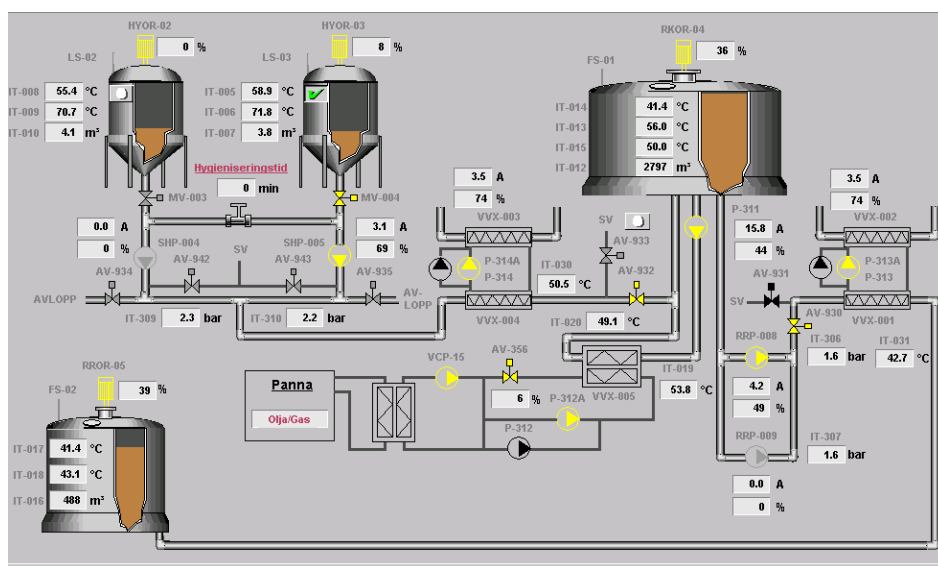 HYOR-02
0 %
LS-02
IT-008 55.4 °C
IT-009 70.7 °C
IT-010 4.1 m³
HYOR-03
8 %
LS-03
IT-005 58.9 °C
IT-006 71.8 °C
IT-007 3.8 m³
RKOR-04
36 %
FS-01
IT-014 41.4 °C
IT-013 56.0 °C
IT-015 50.0 °C
IT-012 2797 m³
Hygieniseringstid
0 min
MV-003
MV-004
0.0 A
0 %
SHP-004
SHP-005
3.1 A
69 %
AV-934
AV-942
SV
AV-943
AV-935
AVLOPP
AV-
LOPP
IT-309 2.3 bar
IT-310 2.2 bar
3.5 A
74 %
VVX-003
P-314A
P-314
VVX-004
SV
AV-933
IT-030
50.5 °C
AV-932
IT-020 49.1 °C
P-311
15.8 A
44 %
3.5 A
74 %
VVX-002
P-313A
P-313
AV-931
SV
AV-930
VVX-001
RRP-008
IT-306
1.6 bar
IT-031
42.7 °C
4.2 A
49 %
RRP-009
IT-307
1.6 bar
0.0 A
0 %
IT-019
53.8 °C
VVX-005
AV-356
VCP-15
6 %
P-312A
P-312
Panna
Olja/Gas
RROR-05
39 %
FS-02
IT-017 41.4 °C
IT-018 43.1 °C
IT-016 488 m³